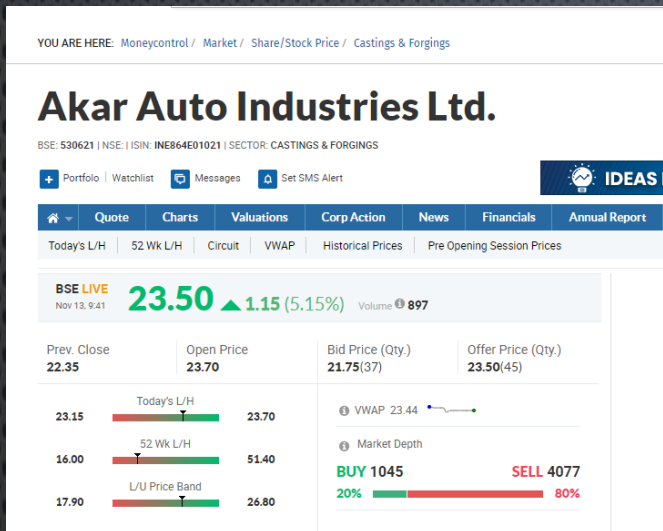 YOU ARE HERE: Moneycontrol / Market / Share/Stock Price / Castings & Forgings
Akar Auto Industries Ltd.
BSE: 530621 | NSE: | ISIN: INE864E01021 | SECTOR: CASTINGS & FORGINGS
Portfolio | Watchlist Messages Set SMS Alert
IDEAS
Quote Charts Valuations Corp Action News Financials Annual Report
Today's L/H 52 Wk L/H Circuit VWAP Historical Prices Pre Opening Session Prices
BSE LIVE
Nov 13, 9:41
23.50 1.15 (5.15%) Volume 897
Prev. Close Open Price Bid Price (Qty.) Offer Price (Qty.)
22.35 23.70 21.75(37) 23.50(45)
Today's L/H
23.15 23.70
VWAP 23.44
52 Wk L/H
16.00 51.40
Market Depth
BUY 1045 SELL 4077
L/U Price Band
17.90 26.80
20% 80%